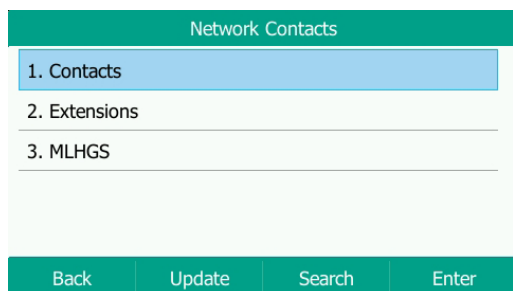 Network Contacts
1. Contacts
2. Extensions
3. MLHGS
Back Update Search Enter